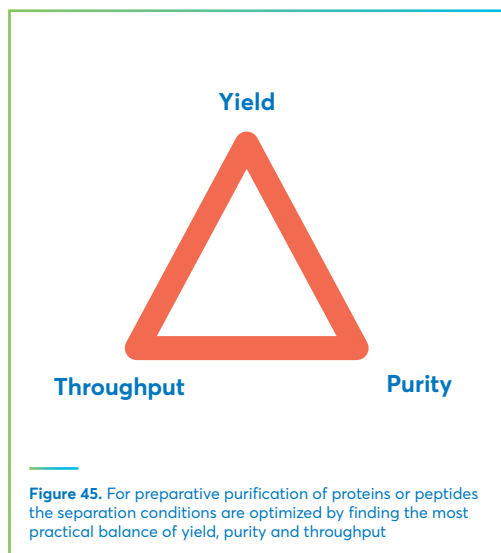 Yield
Throughput
Purity
Figure 45. For preparative purification of proteins or peptides
the separation conditions are optimized by finding the most
practical balance of yield, purity and throughput